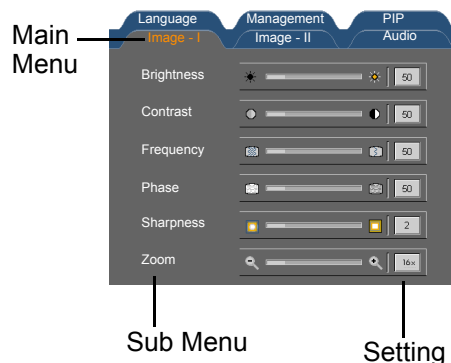 Language Management PIP
Image - I Image - II Audio
Main
Menu
Brightness 50
Contrast 50
Frequency 50
Phase 50
Sharpness 2
Zoom 16x
Sub Menu
Setting